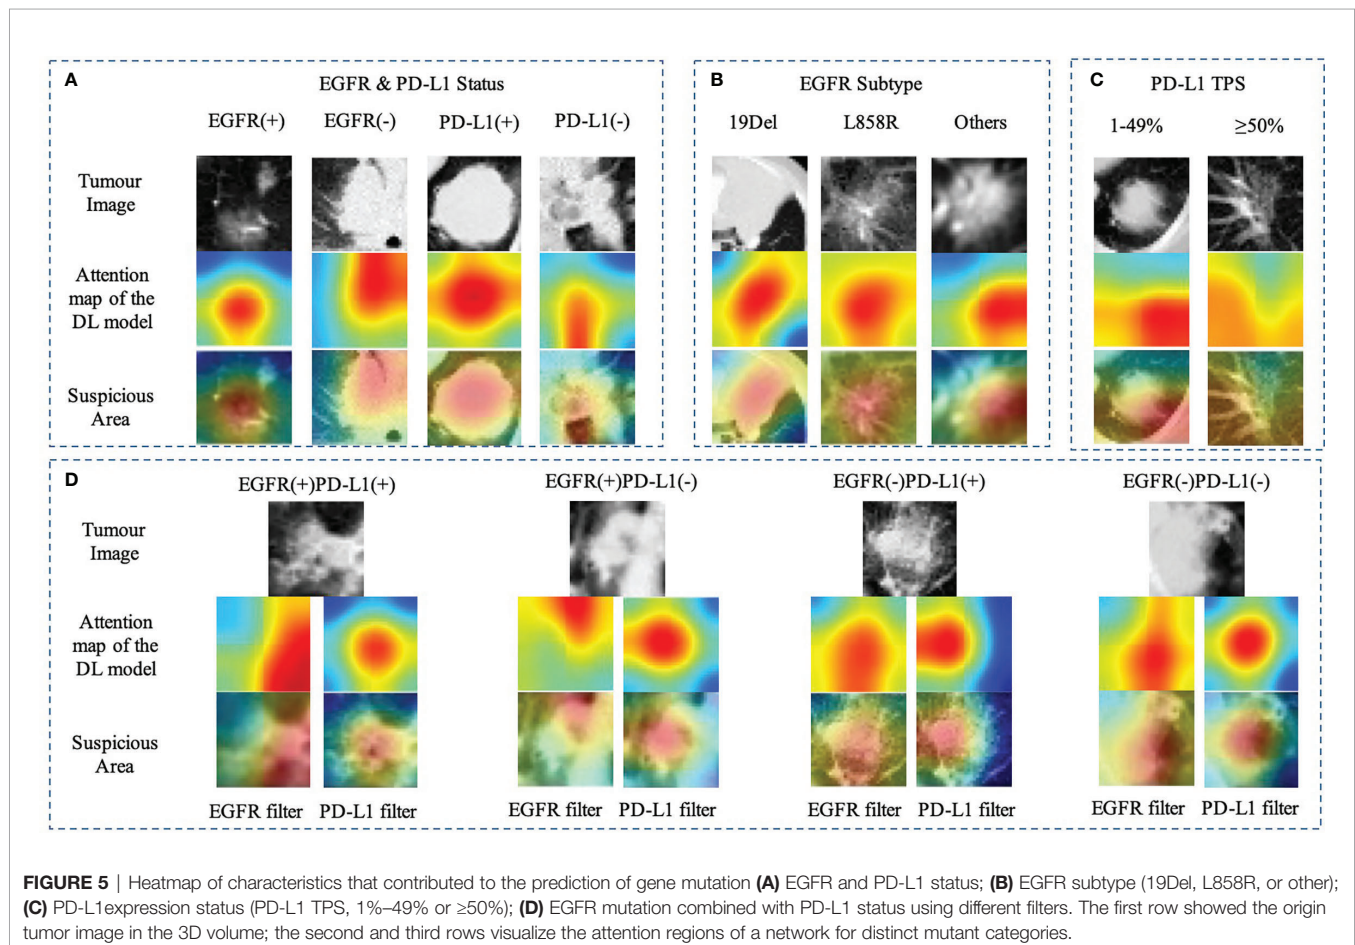 A
EGFR & PD-L1 Status
EGFR(+) EGFR(-) PD-L1(+) PD-L1(-)
Tumour
Image
Attention
map of the
DL model
Suspicious
Area
B
EGFR Subtype
19Del L858R Others
C
PD-L1 TPS
1-49% ≥50%
D
EGFR(+)PD-L1(+) EGFR(+)PD-L1(-) EGFR(-)PD-L1(+) EGFR(-)PD-L1(-)
Tumour
Image
Attention
map of the
DL model
Suspicious
Area
EGFR filter PD-L1 filter EGFR filter PD-L1 filter EGFR filter PD-L1 filter EGFR filter PD-L1 filter
FIGURE 5 | Heatmap of characteristics that contributed to the prediction of gene mutation (A) EGFR and PD-L1 status; (B) EGFR subtype (19Del, L858R, or other);
(C) PD-L1expression status (PD-L1 TPS, 1%–49% or ≥50%); (D) EGFR mutation combined with PD-L1 status using different filters. The first row showed the origin
tumor image in the 3D volume; the second and third rows visualize the attention regions of a network for distinct mutant categories.